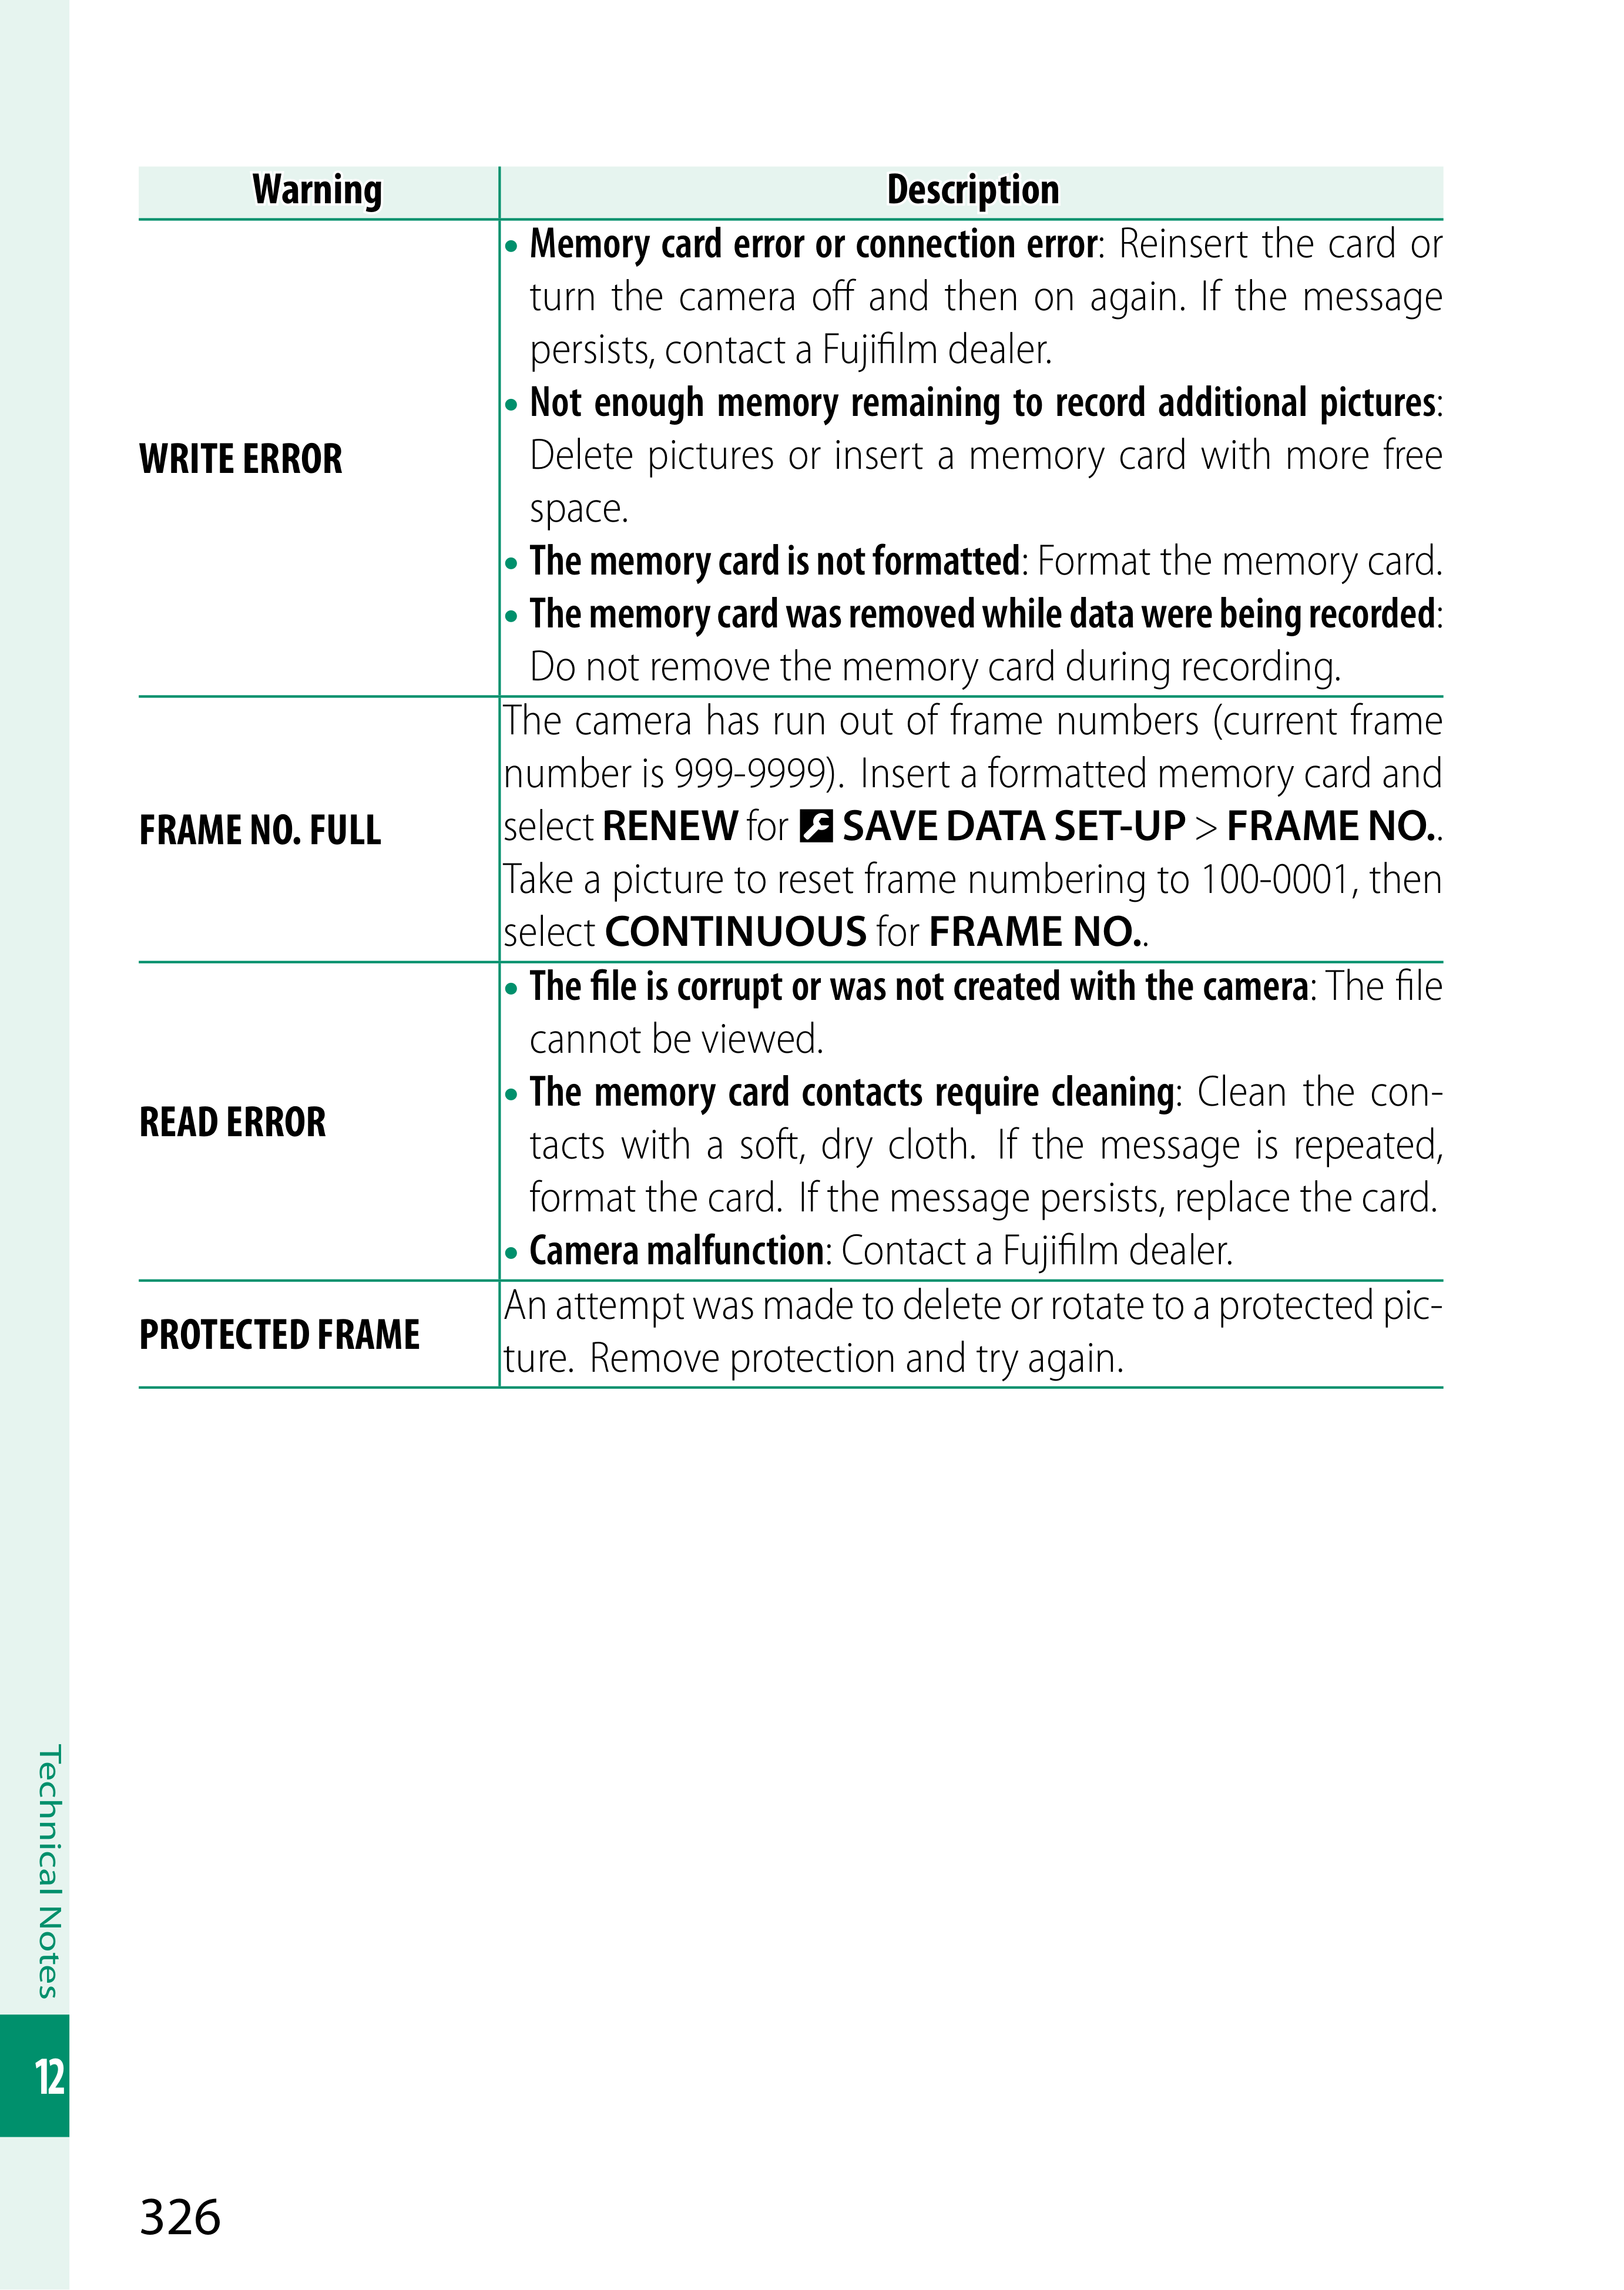 Warning Description
WRITE ERROR
• Memory card error or connection error: Reinsert the card or
turn the camera off and then on again. If the message
persists, contact a Fujifilm dealer.
• Not enough memory remaining to record additional pictures:
Delete pictures or insert a memory card with more free
space.
• The memory card is not formatted: Format the memory card.
• The memory card was removed while data were being recorded:
Do not remove the memory card during recording.
FRAME NO. FULL
The camera has run out of frame numbers (current frame
number is 999-9999). Insert a formatted memory card and
select RENEW for SAVE DATA SET-UP > FRAME NO..
Take a picture to reset frame numbering to 100-0001, then
select CONTINUOUS for FRAME NO..
READ ERROR
• The file is corrupt or was not created with the camera: The file
cannot be viewed.
• The memory card contacts require cleaning: Clean the con-
tacts with a soft, dry cloth. If the message is repeated,
format the card. If the message persists, replace the card.
• Camera malfunction: Contact a Fujifilm dealer.
PROTECTED FRAME
An attempt was made to delete or rotate to a protected pic-
ture. Remove protection and try again.
Technical Notes
12
326